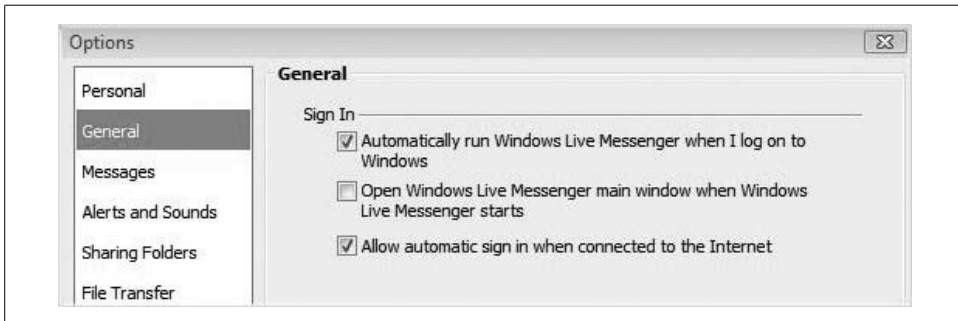 Options
Personal
General
Messages
Alerts and Sounds
Sharing Folders
File Transfer
General
Sign In
Automatically run Windows Live Messenger when I log on to
Windows
Open Windows Live Messenger main window when Windows
Live Messenger starts
Allow automatic sign in when connected to the Internet